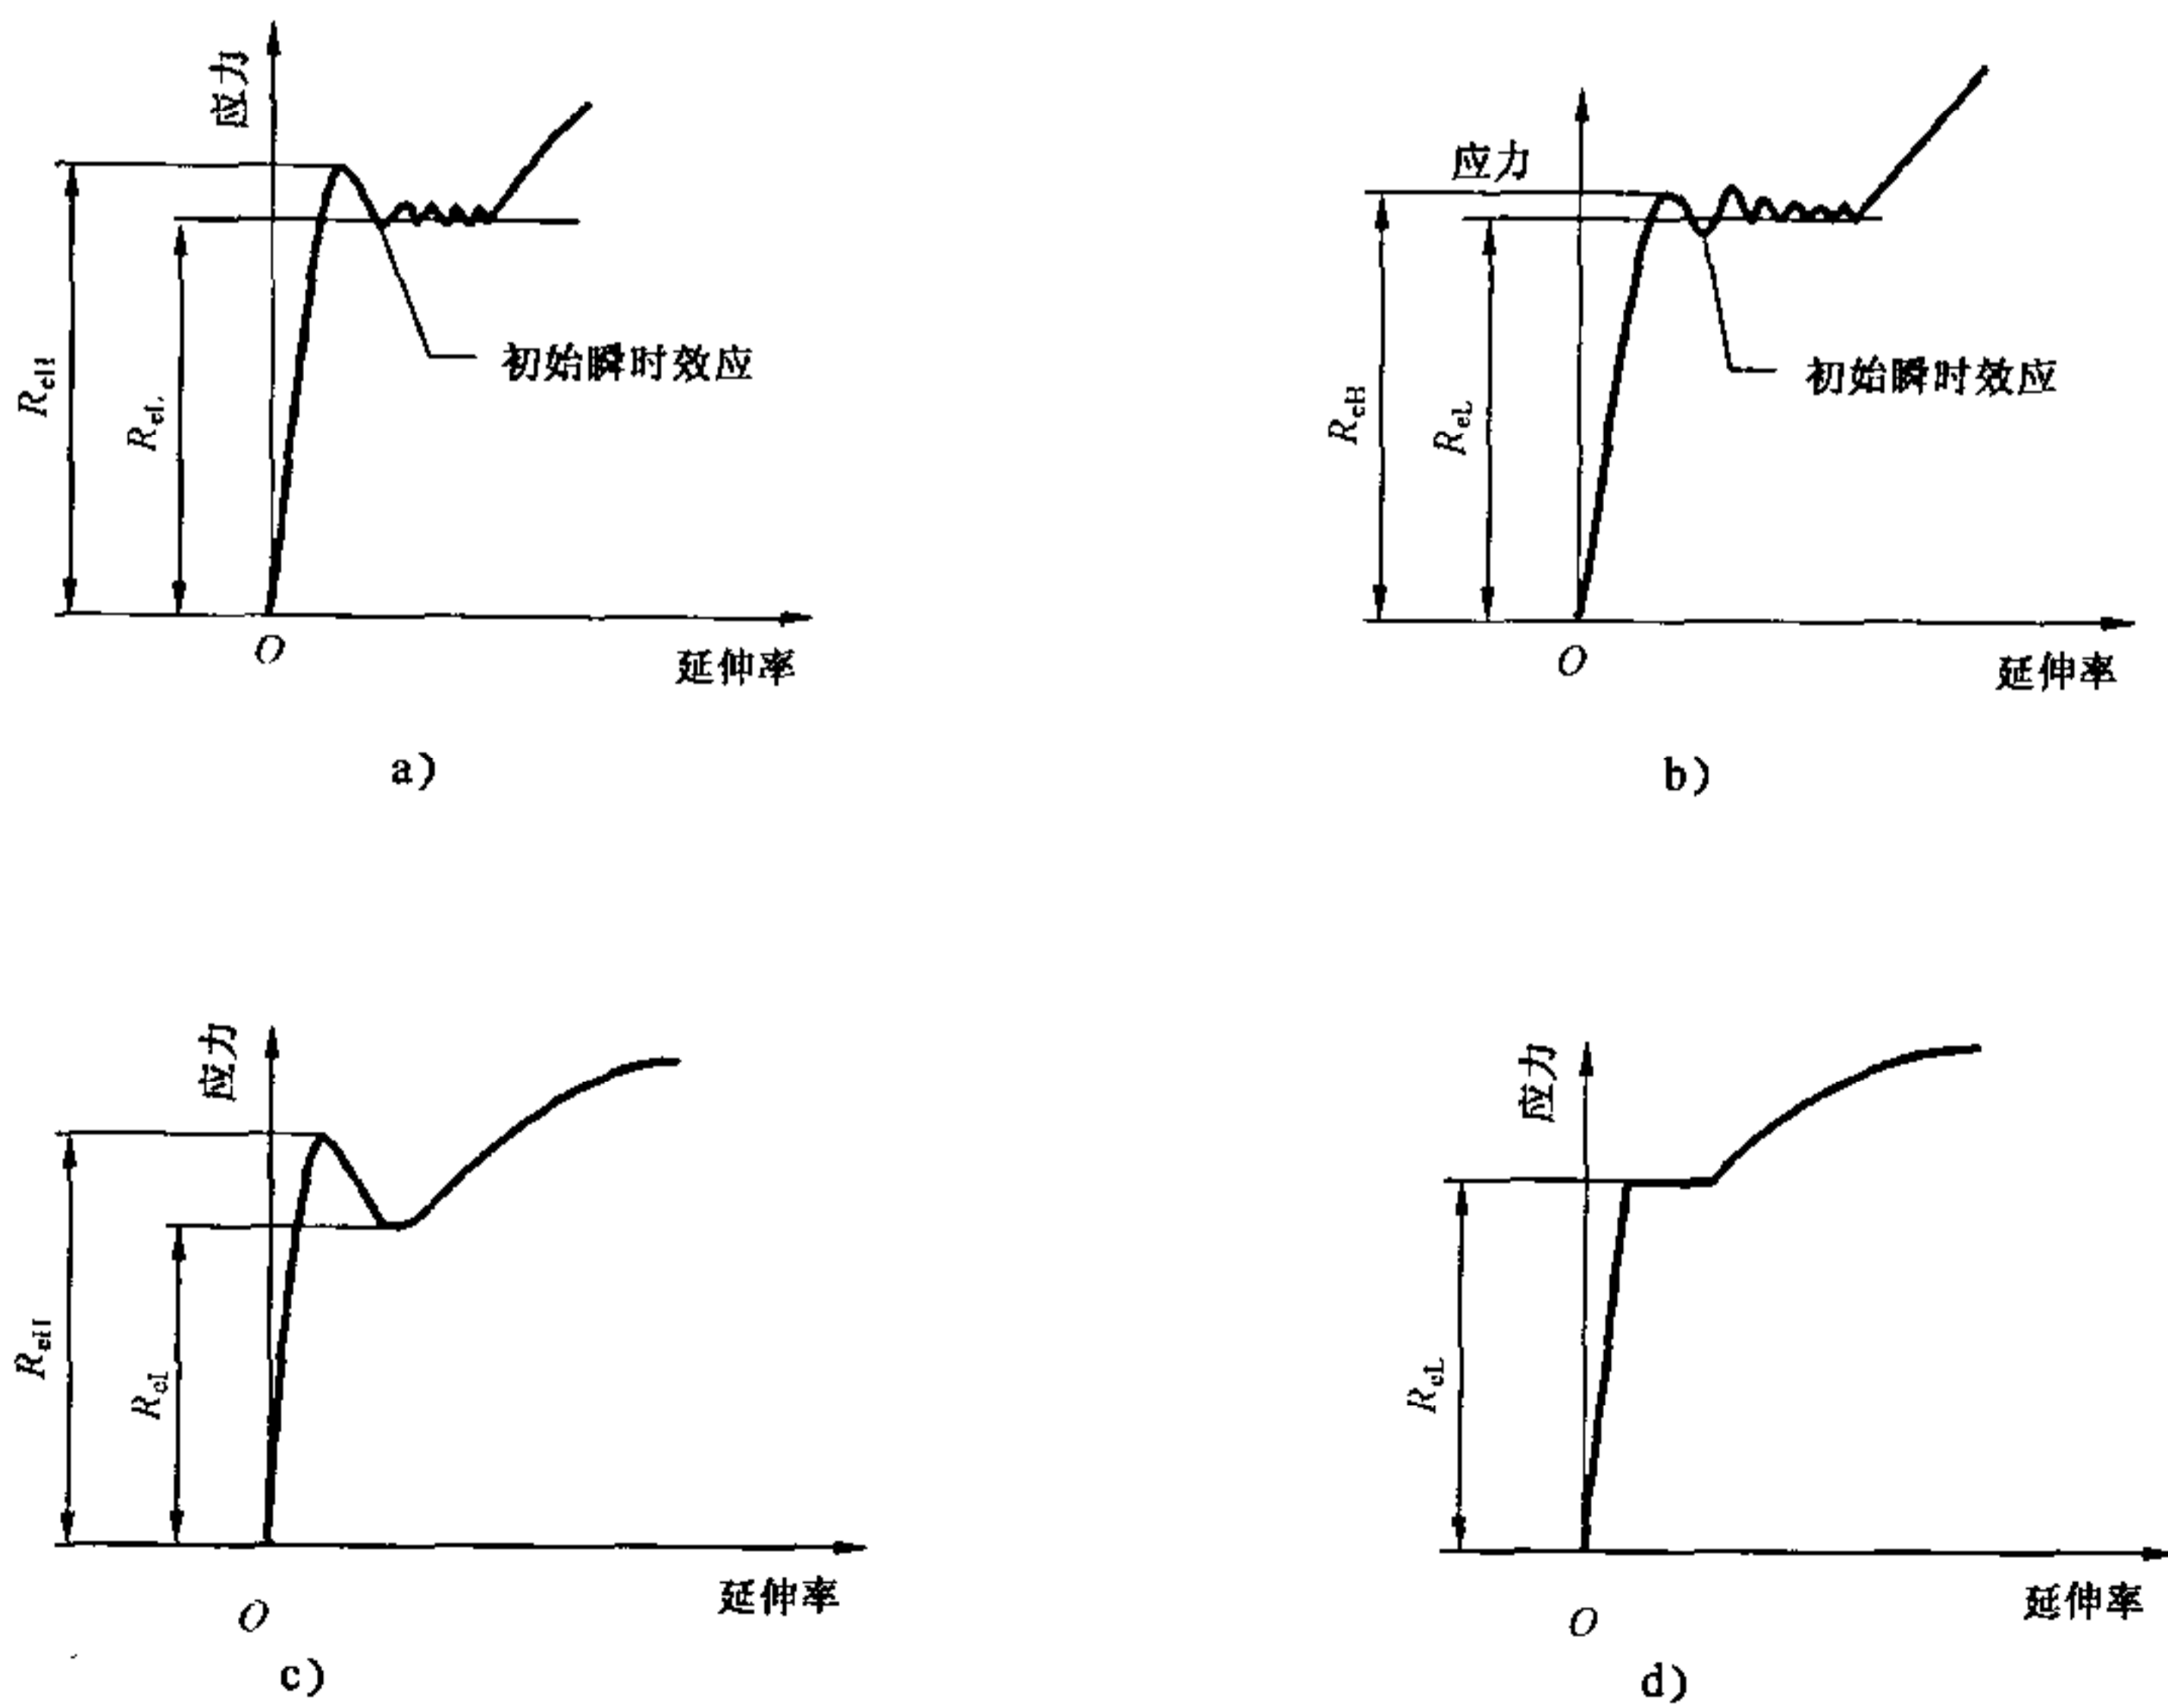 应力
R_eH
R_eL
初始瞬时效应
O
延伸率
a)
应力
R_eH
R_eL
初始瞬时效应
O
延伸率
b)
应力
R_eH
R_eL
O
延伸率
c)
应力
R_eL
O
延伸率
d)